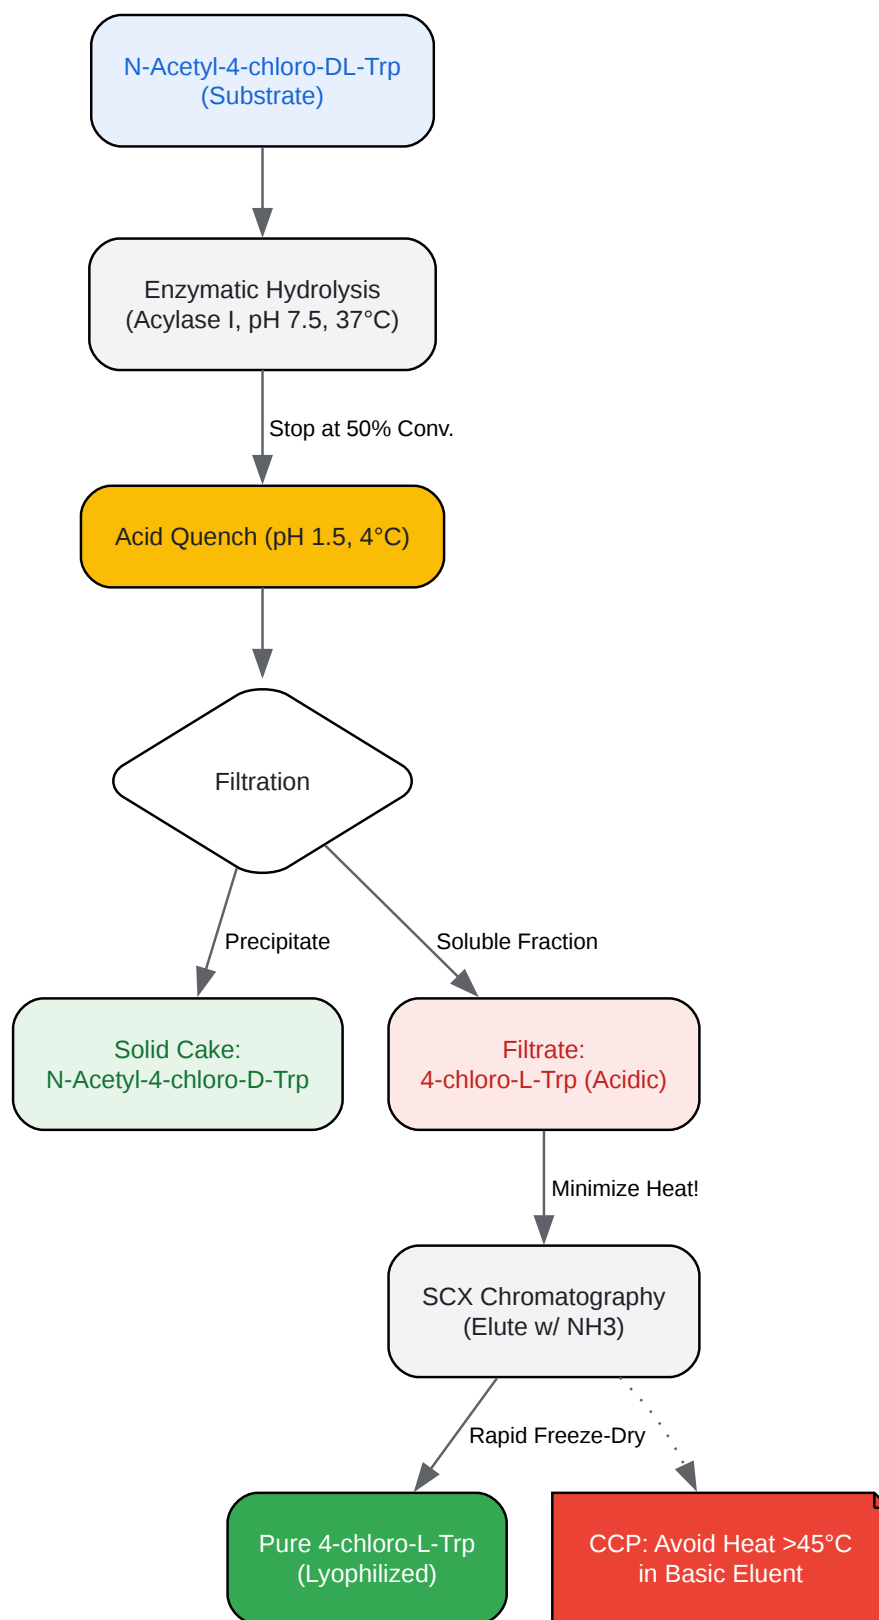 N-Acetyl-4-chloro-DL-Trp
(Substrate)
Enzymatic Hydrolysis
(Acylase I, pH 7.5, 37°C)
Stop at 50% Conv.
Acid Quench (pH 1.5, 4°C)
Filtration
Precipitate
Soluble Fraction
Solid Cake:
N-Acetyl-4-chloro-D-Trp
Filtrate:
4-chloro-L-Trp (Acidic)
Minimize Heat!
SCX Chromatography
(Elute w/ NH3)
Rapid Freeze-Dry
Pure 4-chloro-L-Trp
(Lyophilized)
CCP: Avoid Heat >45°C
in Basic Eluent